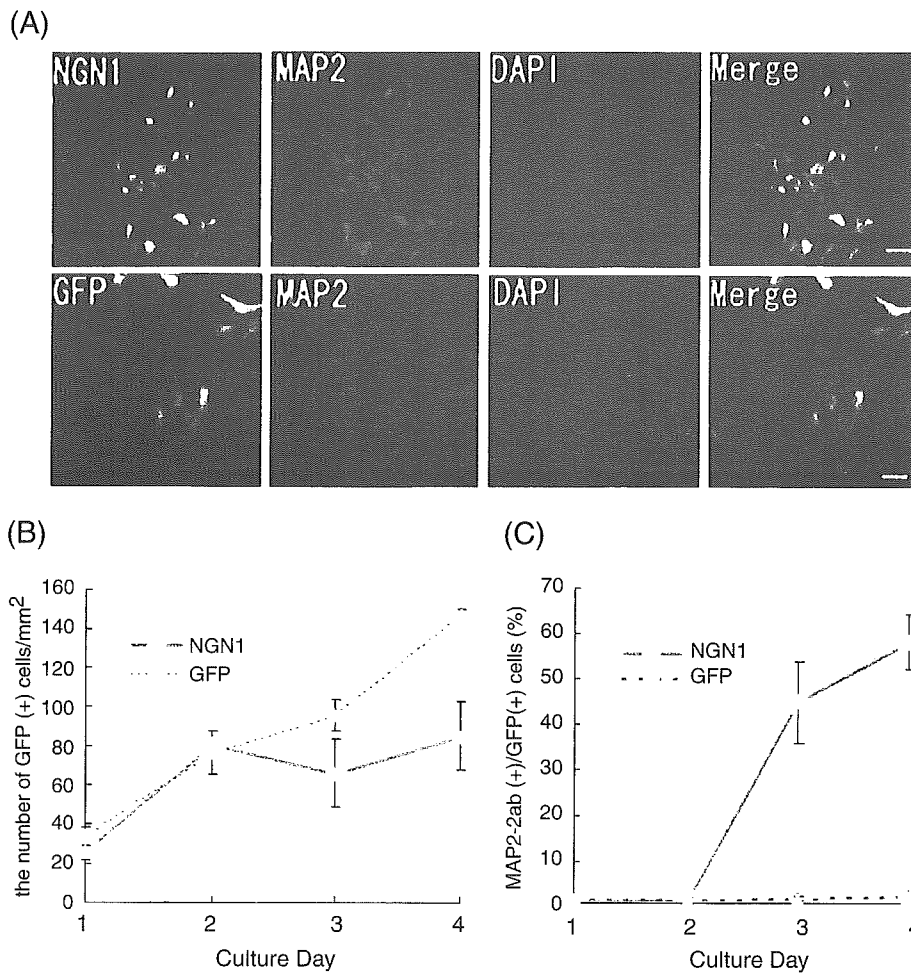 (A)
NGN1 MAP2 DAPI Merge
GFP MAP2 DAPI Merge
(B)
the number of GFP (+) cells/mm²
160
140
120
100
80
60
40
20
0
NGN1
GFP
1 2 3 4
Culture Day
(C)
MAP2-2ab (+)/GFP(+) cells (%)
70
60
50
40
30
20
10
0
NGN1
GFP
1 2 3 4
Culture Day